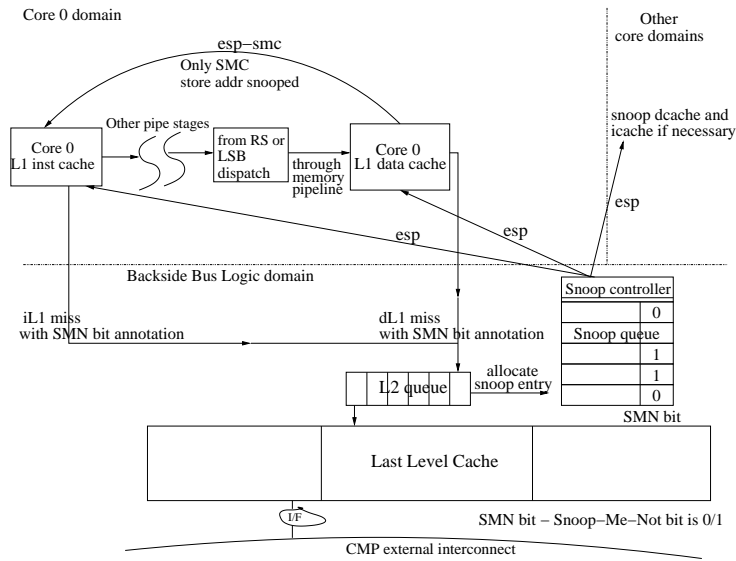 Core 0 domain
Other
core domains
esp−smc
Only SMC
store addr snooped
snoop dcache and
icache if necessary
Other pipe stages
Core 0
L1 inst cache
from RS or
LSB
dispatch
through
memory
pipeline
Core 0
L1 data cache
esp
esp
esp
Backside Bus Logic domain
Snoop controller
0
Snoop queue
1
1
0
SMN bit
iL1 miss
with SMN bit annotation
dL1 miss
with SMN bit annotation
L2 queue
allocate
snoop entry
Last Level Cache
I/F
SMN bit − Snoop−Me−Not bit is 0/1
CMP external interconnect